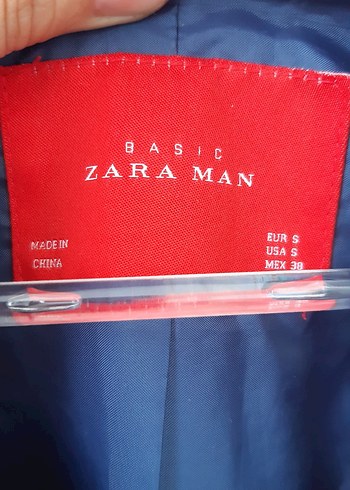 BASIC
ZARA MAN
MADE IN
CHINA
EUR S
USA S
MEX 38